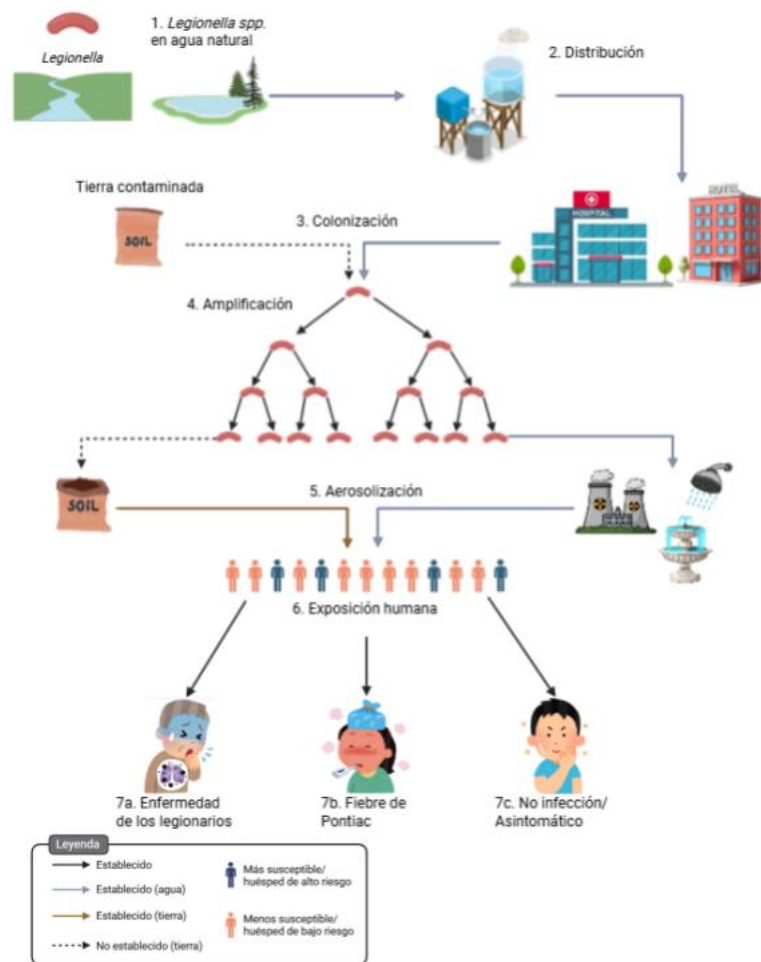 1. Legionella spp.
en agua natural
Legionella
2. Distribución
Tierra contaminada
SOIL
3. Colonización
HOSPITAL
HOTEL
4. Amplificación
SOIL
5. Aerosolización
6. Exposición humana
7a. Enfermedad
de los legionarios
7b. Fiebre de
Pontiac
7c. No infección/
Asintomático
Leyenda
Establecido
Establecido (agua)
Establecido (tierra)
No establecido (tierra)
Más susceptible/
huésped de alto riesgo
Menos susceptible/
huésped de bajo riesgo